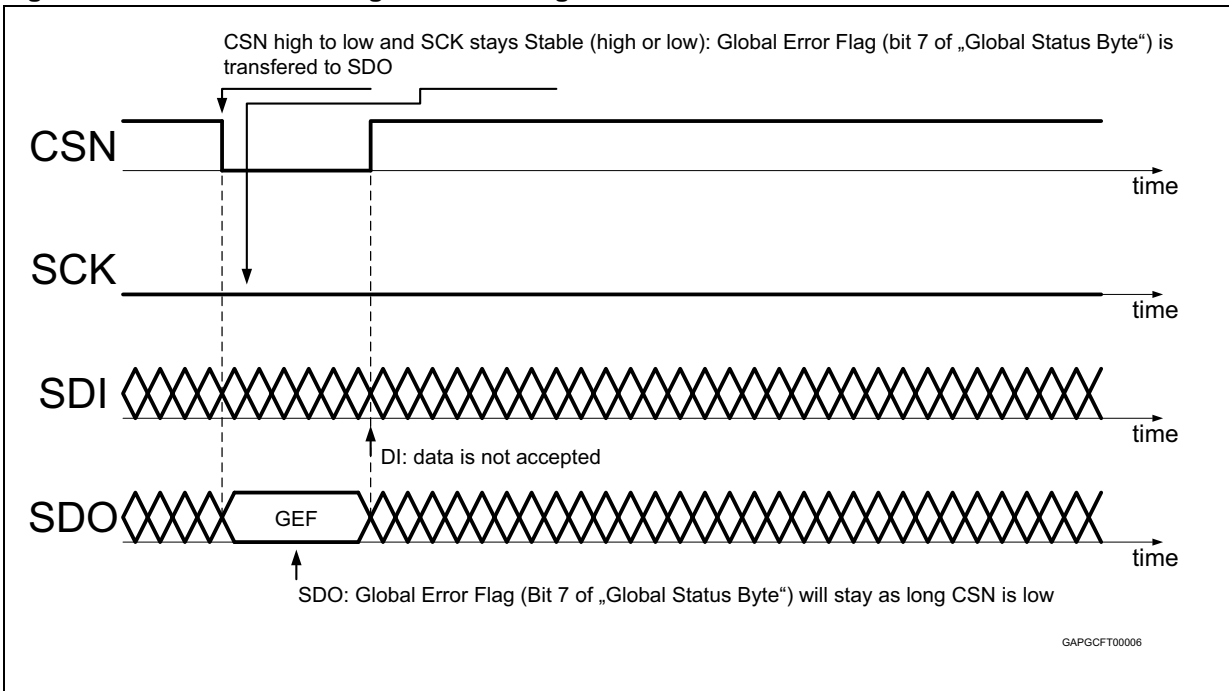 CSN high to low and SCK stays Stable (high or low): Global Error Flag (bit 7 of „Global Status Byte“) is
transfered to SDO
CSN
time
SCK
time
SDI
time
DI: data is not accepted
SDO
GEF
time
SDO: Global Error Flag (Bit 7 of „Global Status Byte“) will stay as long CSN is low
GAPGCFT00006